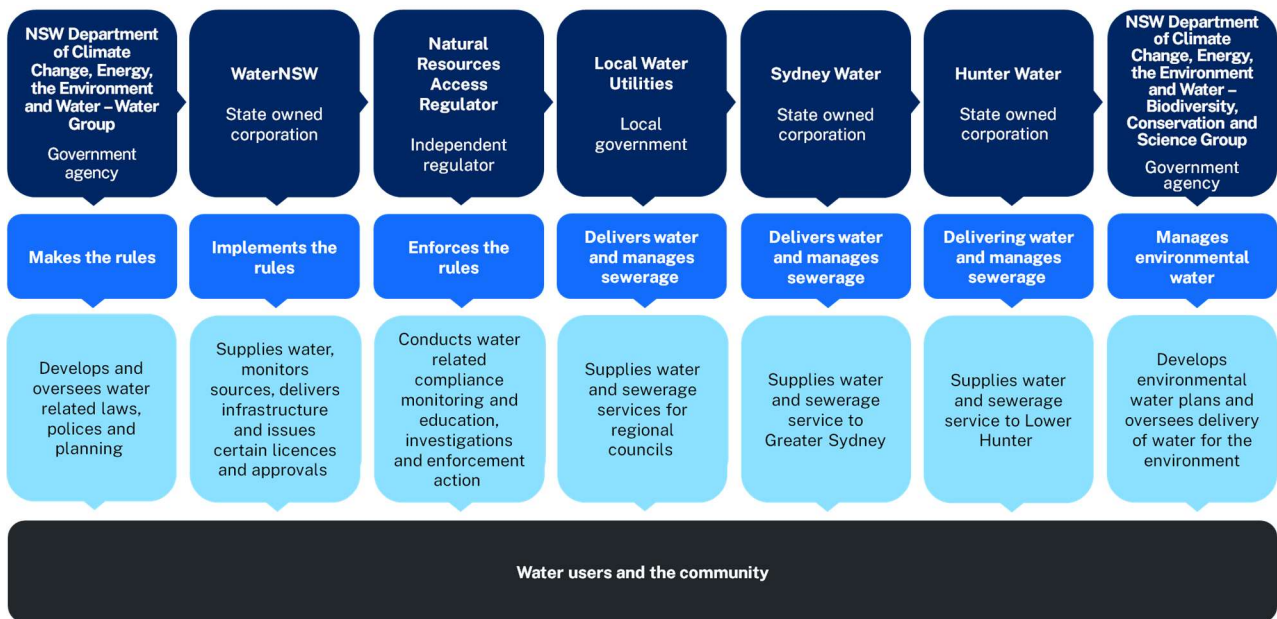 NSW Department
of Climate
Change, Energy,
the Environment
and Water – Water
Group
Government
agency
WaterNSW
State owned
corporation
Natural
Resources
Access
Regulator
Independent
regulator
Local Water
Utilities
Local
government
Sydney Water
State owned
corporation
Hunter Water
State owned
corporation
NSW Department
of Climate
Change, Energy,
the Environment
and Water –
Biodiversity,
Conservation and
Science Group
Government
agency
Makes the rules
Implements the
rules
Enforces the
rules
Delivers water
and manages
sewerage
Delivers water
and manages
sewerage
Delivering water
and manages
sewerage
Manages
environmental
water
Develops and
oversees water
related laws,
polices and
planning
Supplies water,
monitors
sources, delivers
infrastructure
and issues
certain licences
and approvals
Conducts water
related
compliance
monitoring and
education,
investigations
and enforcement
action
Supplies water
and sewerage
services for
regional
councils
Supplies water
and sewerage
service to
Greater Sydney
Supplies water
and sewerage
service to Lower
Hunter
Develops
environmental
water plans and
oversees delivery
of water for the
environment
Water users and the community